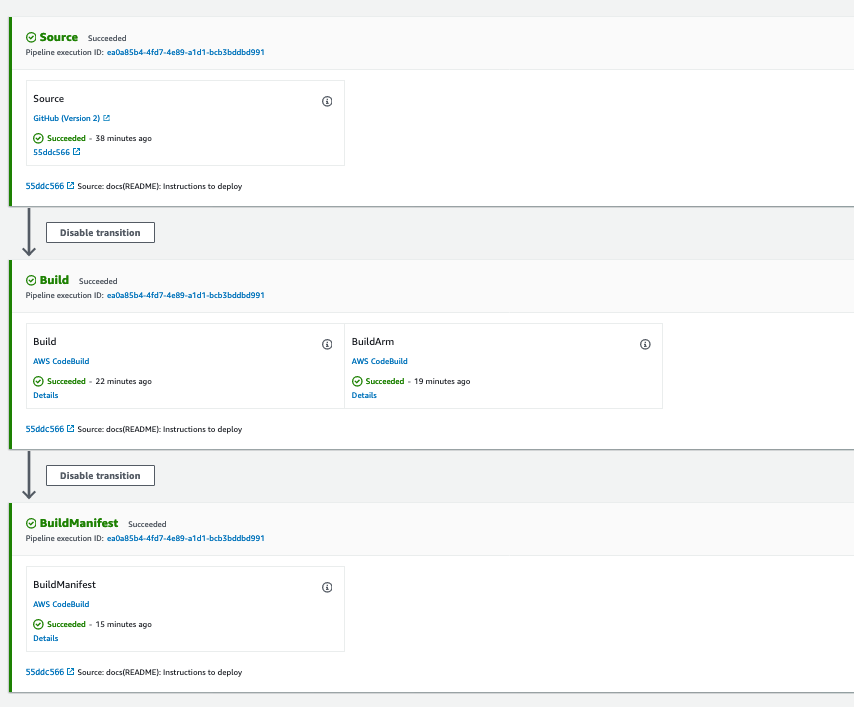 Source Succeeded
Pipeline execution ID: ea0a85b4-4fd7-4e89-a1d1-bcb3bddbd991
Source
GitHub (Version 2)
Succeeded - 38 minutes ago
55ddc566
55ddc566 Source: docs(README): Instructions to deploy
Disable transition
Build Succeeded
Pipeline execution ID: ea0a85b4-4fd7-4e89-a1d1-bcb3bddbd991
Build
AWS CodeBuild
Succeeded - 22 minutes ago
Details
BuildArm
AWS CodeBuild
Succeeded - 19 minutes ago
Details
55ddc566 Source: docs(README): Instructions to deploy
Disable transition
BuildManifest Succeeded
Pipeline execution ID: ea0a85b4-4fd7-4e89-a1d1-bcb3bddbd991
BuildManifest
AWS CodeBuild
Succeeded - 15 minutes ago
Details
55ddc566 Source: docs(README): Instructions to deploy